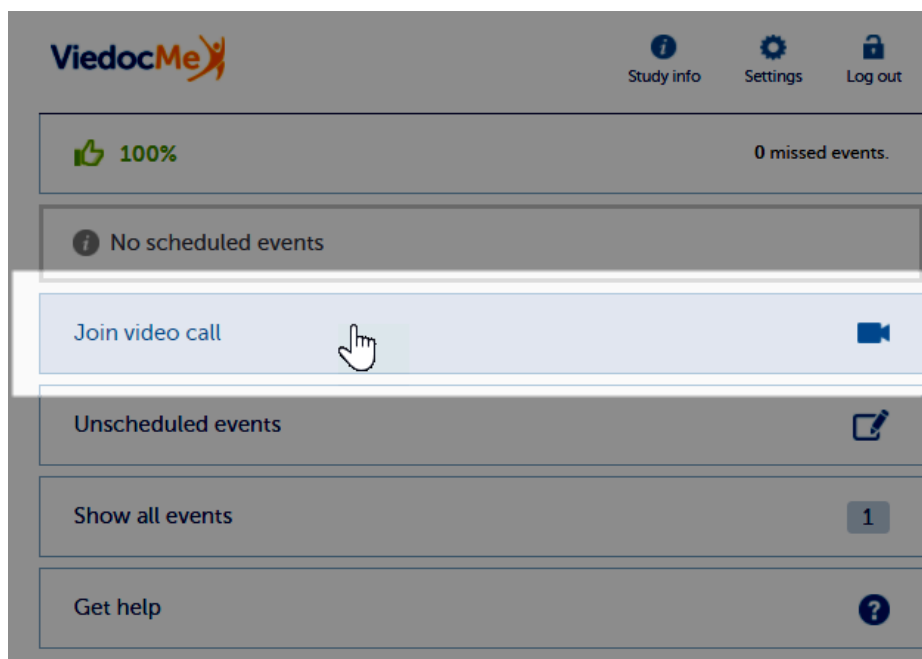 ViedocMe
Study info
Settings
Log out
100%
0 missed events.
No scheduled events
Join video call
Unscheduled events
Show all events
1
Get help